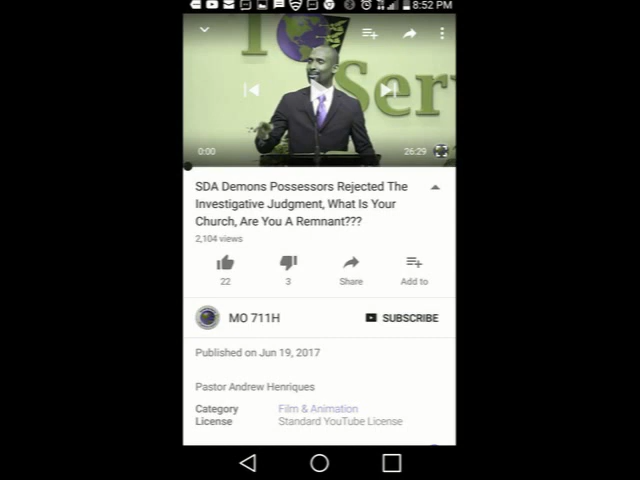 8:52 PM
To
Serv
0:00
26:29
SDA Demons Possessors Rejected The
Investigative Judgment, What Is Your
Church, Are You A Remnant???
2,104 views
22
3
Share
Add to
MO 711H
SUBSCRIBE
Published on Jun 19, 2017
Pastor Andrew Henriques
Category
Film & Animation
License
Standard YouTube License